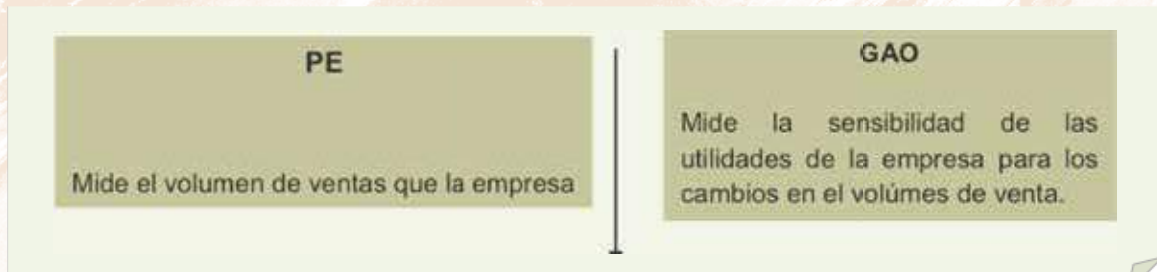 PE
Mide el volumen de ventas que la empresa
GAO
Mide la sensibilidad de las
utilidades de la empresa para los
cambios en el volúmes de venta.